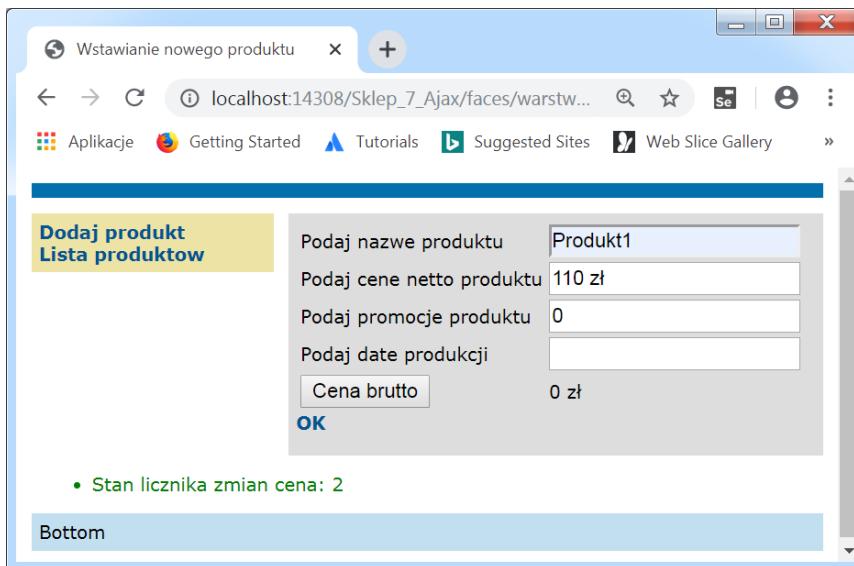 Wstawianie nowego produktu
localhost:14308/Sklep_7_Ajax/faces/warstw...
Se
Aplikacje Getting Started Tutorials Suggested Sites Web Slice Gallery »
Dodaj produkt
Lista produktow
Podaj nazwe produktu Produkt1
Podaj cene netto produktu 110 zł
Podaj promocje produktu 0
Podaj date produkcji
Cena brutto 0 zł
OK
• Stan licznika zmian cena: 2
Bottom